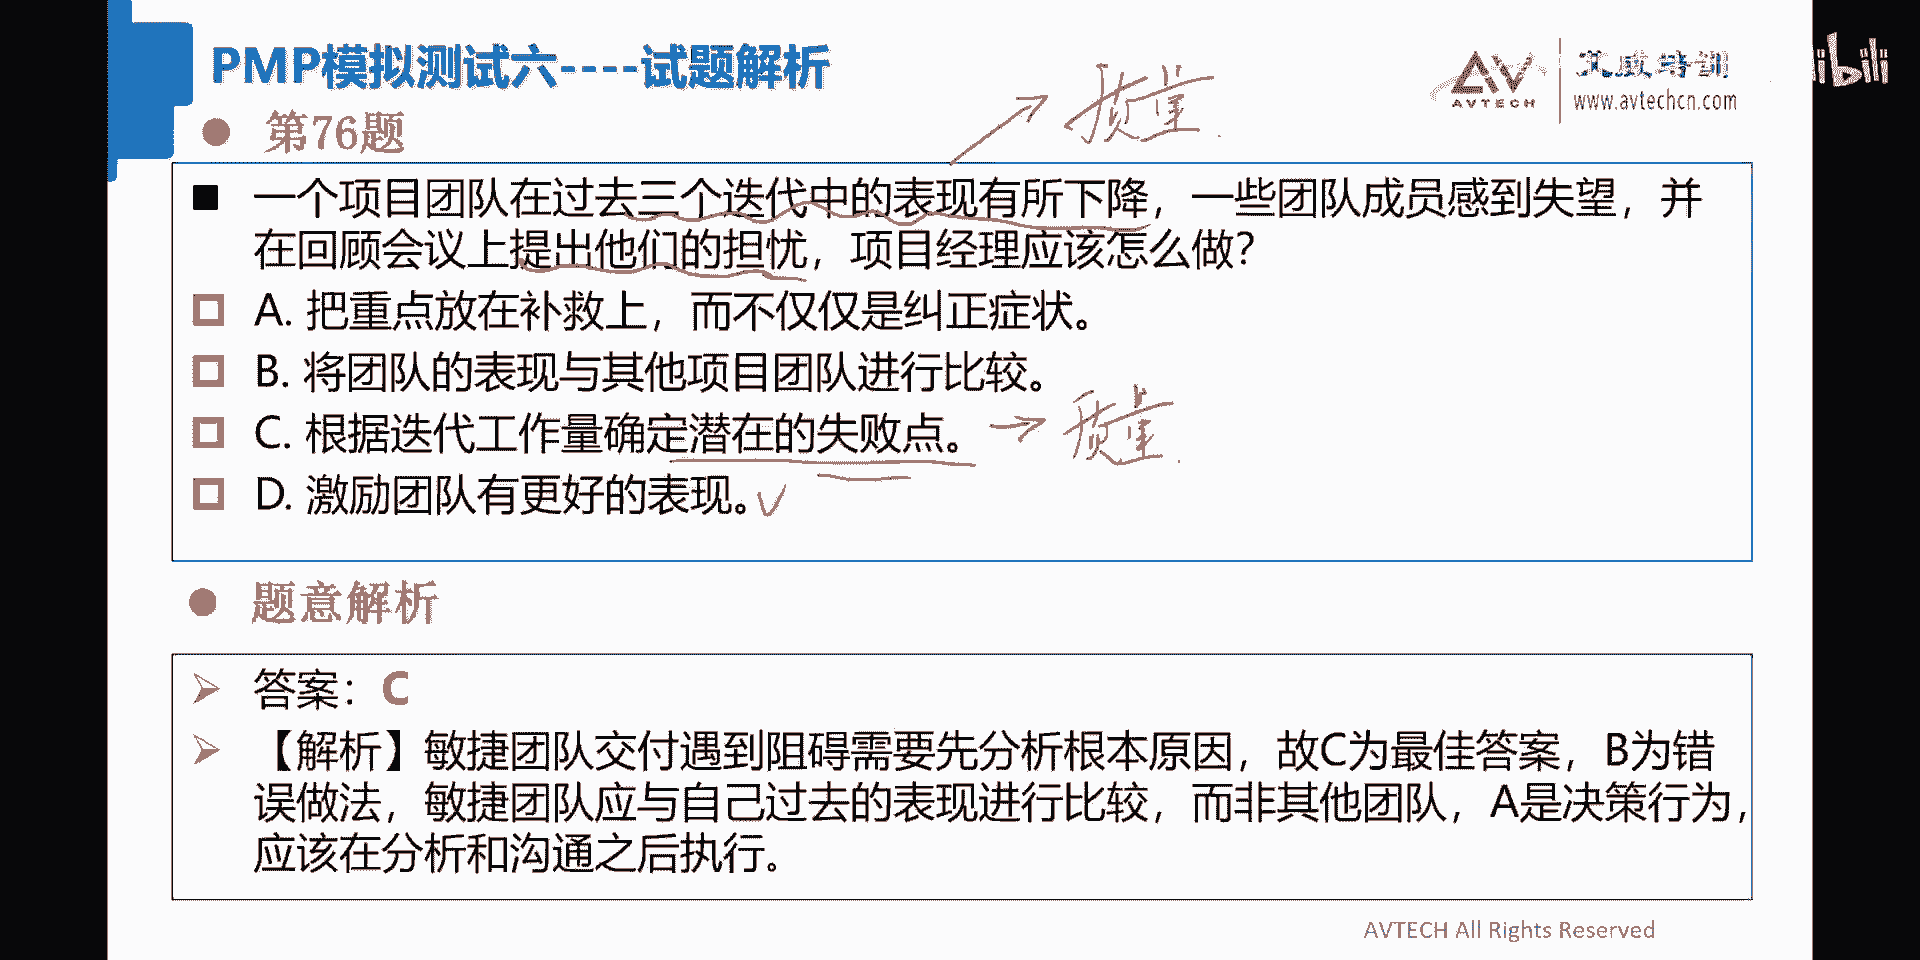 PMP模拟测试六----试题解析
质量
AV
AVTECH
艾威培训
www.avtechcn.com
libili
第76题
一个项目团队在过去三个迭代中的表现有所下降，一些团队成员感到失望，并
在回顾会议上提出他们的担忧，项目经理应该怎么做？
A. 把重点放在补救上，而不仅仅是纠正症状。
B. 将团队的表现与其他项目团队进行比较。
C. 根据迭代工作量确定潜在的失败点。
质量
D. 激励团队有更好的表现。
题意解析
答案：C
【解析】敏捷团队交付遇到阻碍需要先分析根本原因，故C为最佳答案，B为错
误做法，敏捷团队应与自己过去的表现进行比较，而非其他团队，A是决策行为，
应该在分析和沟通之后执行。
AVTECH All Rights Reserved